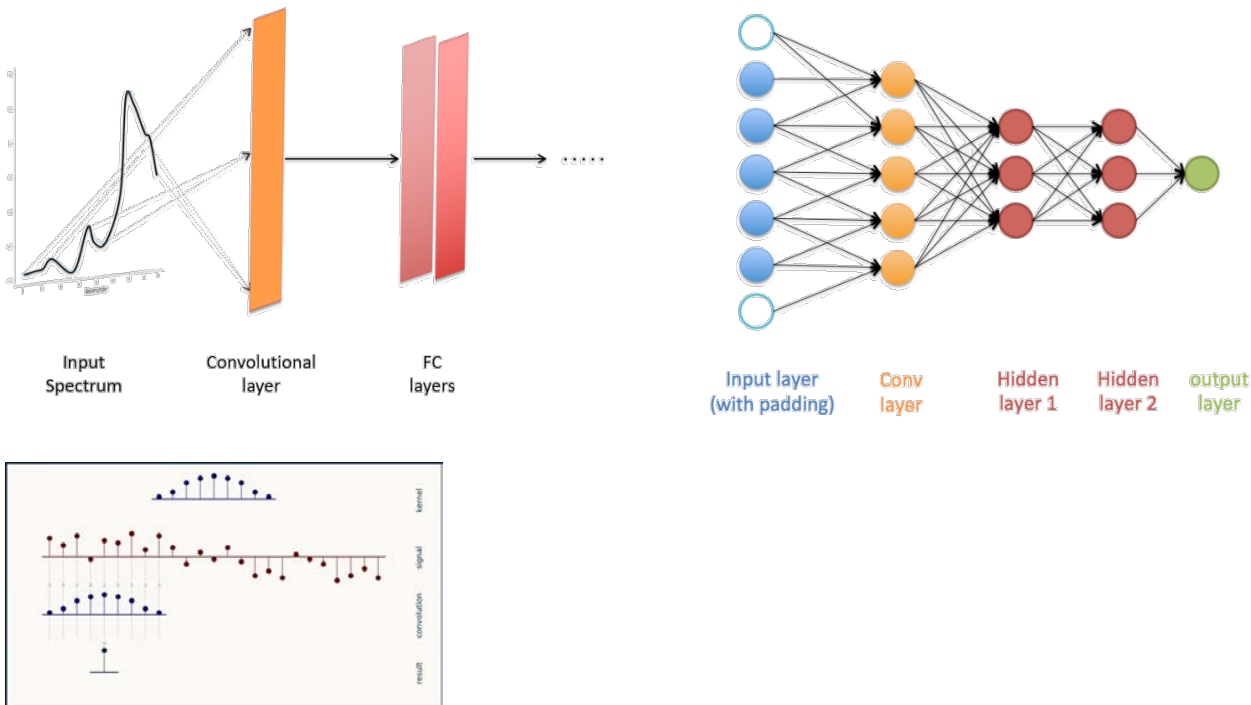 Input
Spectrum
Convolutional
layer
FC
layers
Input layer
(with padding)
Conv
layer
Hidden
layer 1
Hidden
layer 2
output
layer
kernel
signal
convolution
result